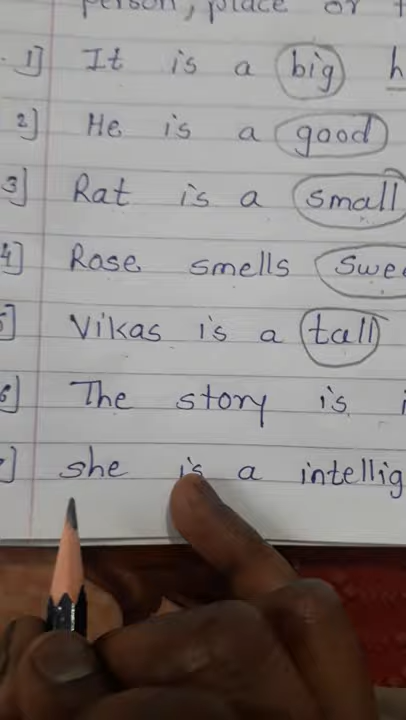 person, place or
1] It is a big
2] He is a good
3] Rat is a small
4] Rose smells
5] Vikas is a tall
6] The story is
she is a